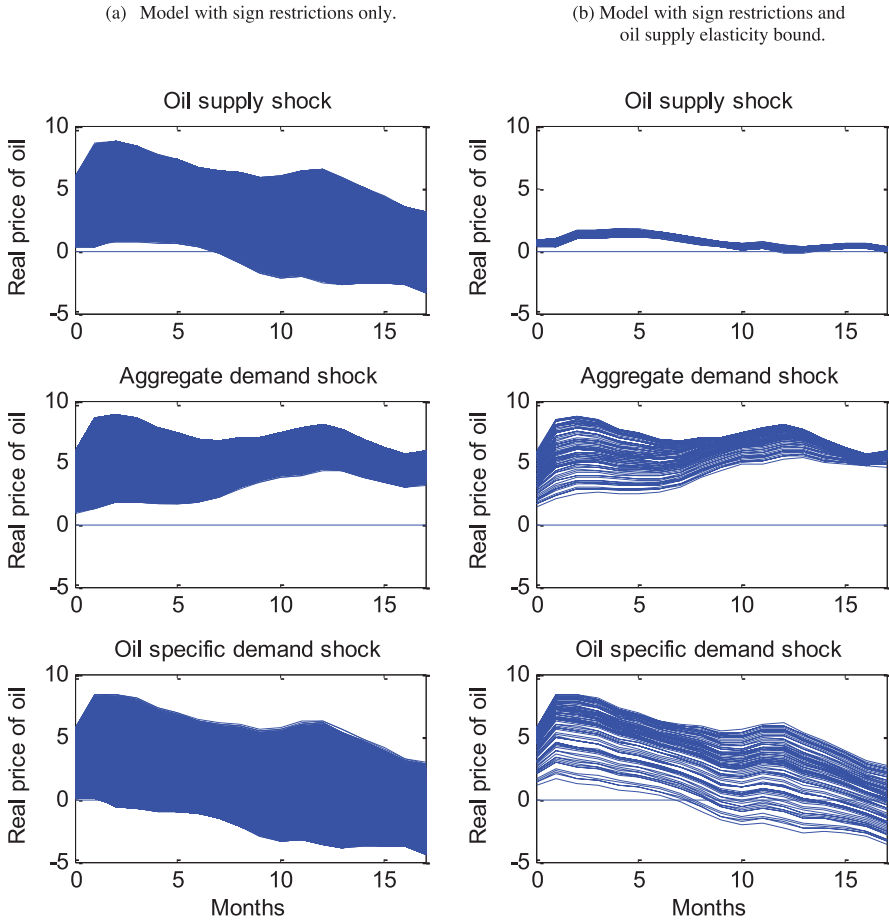 (a) Model with sign restrictions only.
(b) Model with sign restrictions and
oil supply elasticity bound.
Oil supply shock
Real price of oil
10
5
0
-5
0
5
10
15
Oil supply shock
Real price of oil
10
5
0
-5
0
5
10
15
Aggregate demand shock
Real price of oil
10
5
0
-5
0
5
10
15
Aggregate demand shock
Real price of oil
10
5
0
-5
0
5
10
15
Oil specific demand shock
Real price of oil
10
5
0
-5
0
5
10
15
Months
Oil specific demand shock
Real price of oil
10
5
0
-5
0
5
10
15
Months